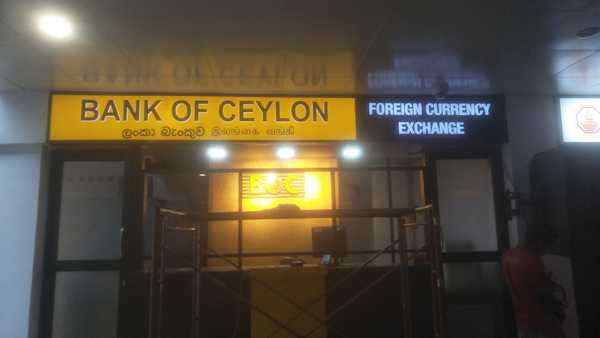 BANK OF CEYLON
ලංකා බැංකුව இலங்கை வங்கி
FOREIGN CURRENCY
EXCHANGE
BOC